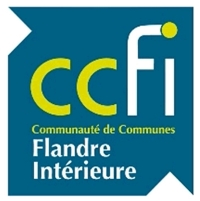 ccfi
Communauté de Communes
Flandre
Intérieure